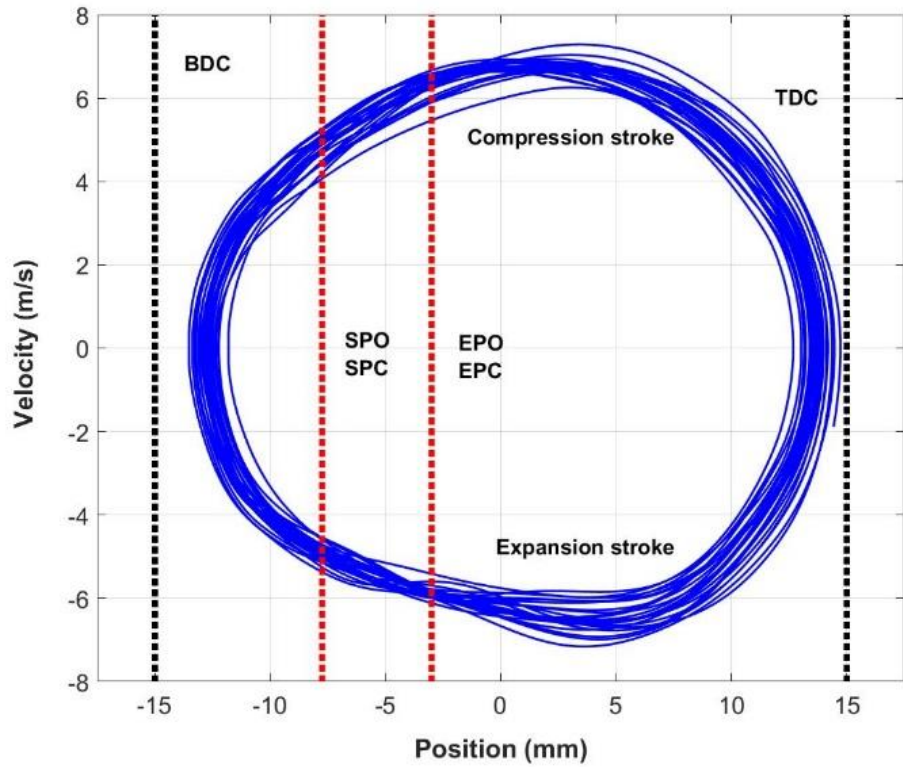 8
6
4
2
0
-2
-4
-6
-8
Velocity (m/s)
BDC
TDC
Compression stroke
SPO
SPC
EPO
EPC
Expansion stroke
-15 -10 -5 0 5 10 15
Position (mm)